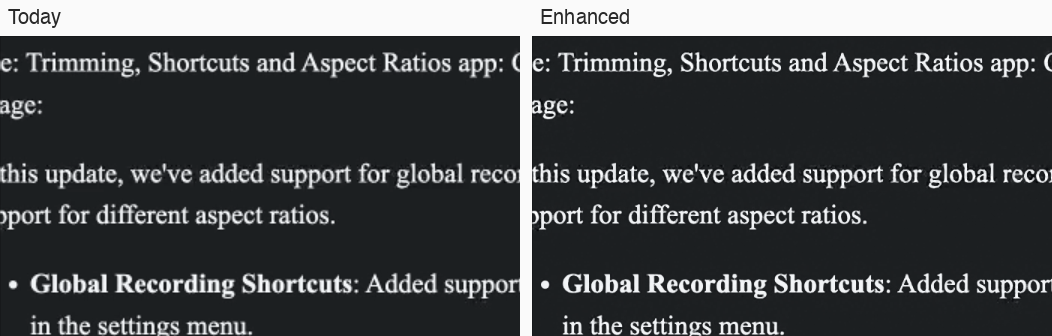 Today
e: Trimming, Shortcuts and Aspect Ratios app:
age:
this update, we've added support for global
pport for different aspect ratios.
• Global Recording Shortcuts: Added support
in the settings menu.
Enhanced
e: Trimming, Shortcuts and Aspect Ratios app:
age:
this update, we've added support for global
pport for different aspect ratios.
• Global Recording Shortcuts: Added support
in the settings menu.